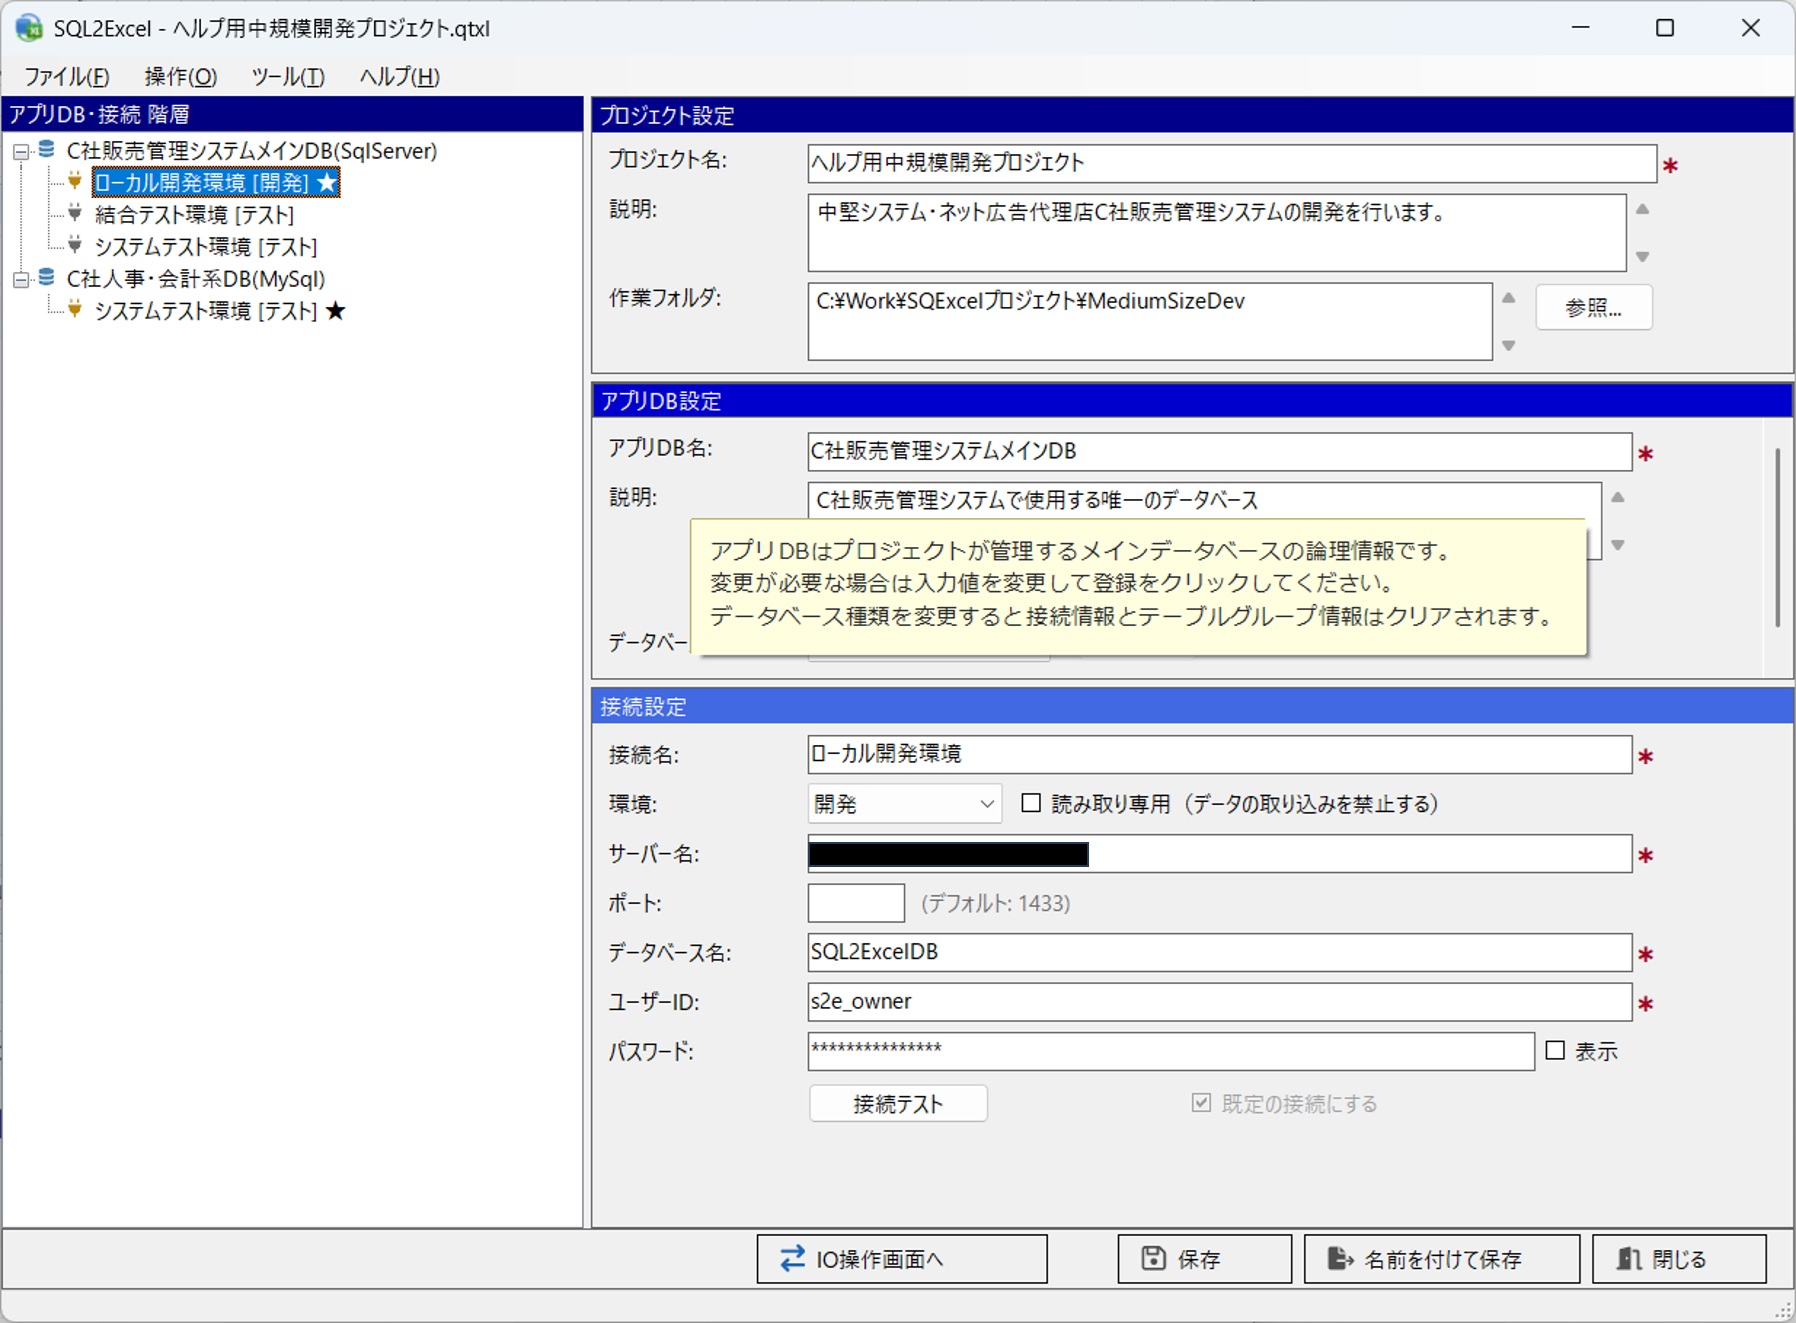 SQL2Excel - ヘルプ用中規模開発プロジェクト.qtxl
ファイル(F) 操作(O) ツール(T) ヘルプ(H)
アプリDB・接続 階層
C社販売管理システムメインDB(SqlServer)
ローカル開発環境 [開発] ★
結合テスト環境 [テスト]
システムテスト環境 [テスト]
C社人事・会計系DB(MySql)
システムテスト環境 [テスト] ★
プロジェクト設定
プロジェクト名: ヘルプ用中規模開発プロジェクト *
説明: 中堅システム・ネット広告代理店C社販売管理システムの開発を行います。
作業フォルダ: C:¥Work¥SQExcelプロジェクト¥MediumSizeDev 参照...
アプリDB設定
アプリDB名: C社販売管理システムメインDB *
説明: C社販売管理システムで使用する唯一のデータベース
アプリDBはプロジェクトが管理するメインデータベースの論理情報です。
変更が必要な場合は入力値を変更して登録をクリックしてください。
データベース種類を変更すると接続情報とテーブルグループ情報はクリアされます。
データベー
接続設定
接続名: ローカル開発環境 *
環境: 開発 読み取り専用（データの取り込みを禁止する）
サーバー名: *
ポート: (デフォルト: 1433)
データベース名: SQL2ExcelDB *
ユーザーID: s2e_owner *
パスワード: *************** 表示
接続テスト 既定の接続にする
IO操作画面へ 保存 名前を付けて保存 閉じる